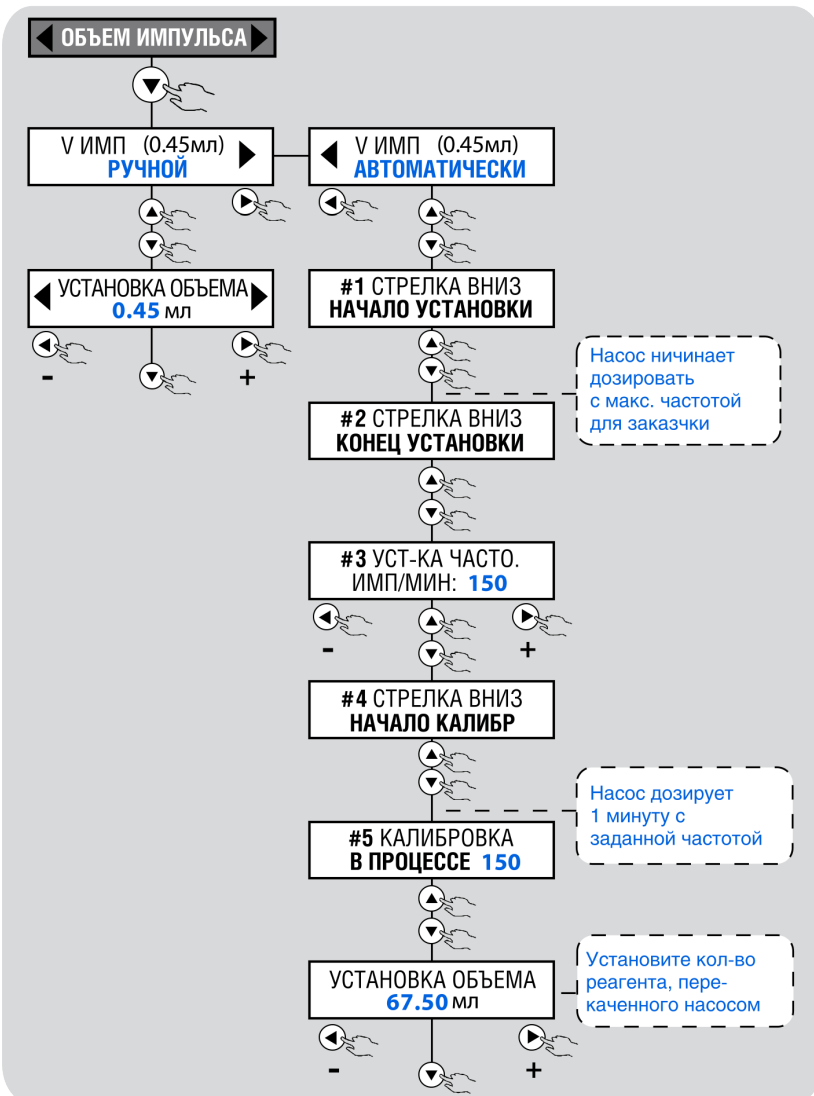 ОБЪЕМ ИМПУЛЬСА
V ИМП (0.45мл)
РУЧНОЙ
V ИМП (0.45мл)
АВТОМАТИЧЕСКИ
УСТАНОВКА ОБЪЕМА
0.45 мл
-
+
#1 СТРЕЛКА ВНИЗ
НАЧАЛО УСТАНОВКИ
Насос ничинает
дозировать
с макс. частотой
для заказчки
#2 СТРЕЛКА ВНИЗ
КОНЕЦ УСТАНОВКИ
#3 УСТ-КА ЧАСТО.
ИМП/МИН: 150
-
+
#4 СТРЕЛКА ВНИЗ
НАЧАЛО КАЛИБР
Насос дозирует
1 минуту с
заданной частотой
#5 КАЛИБРОВКА
В ПРОЦЕССЕ 150
УСТАНОВКА ОБЪЕМА
67.50 мл
Установите кол-во
реагента, пере-
каченного насосом
-
+